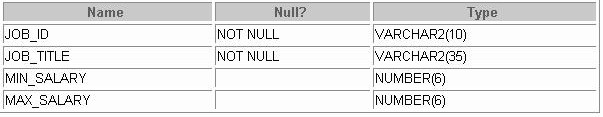 Name Null? Type
JOB_ID NOT NULL VARCHAR2(10)
JOB_TITLE NOT NULL VARCHAR2(35)
MIN_SALARY NUMBER(6)
MAX_SALARY NUMBER(6)